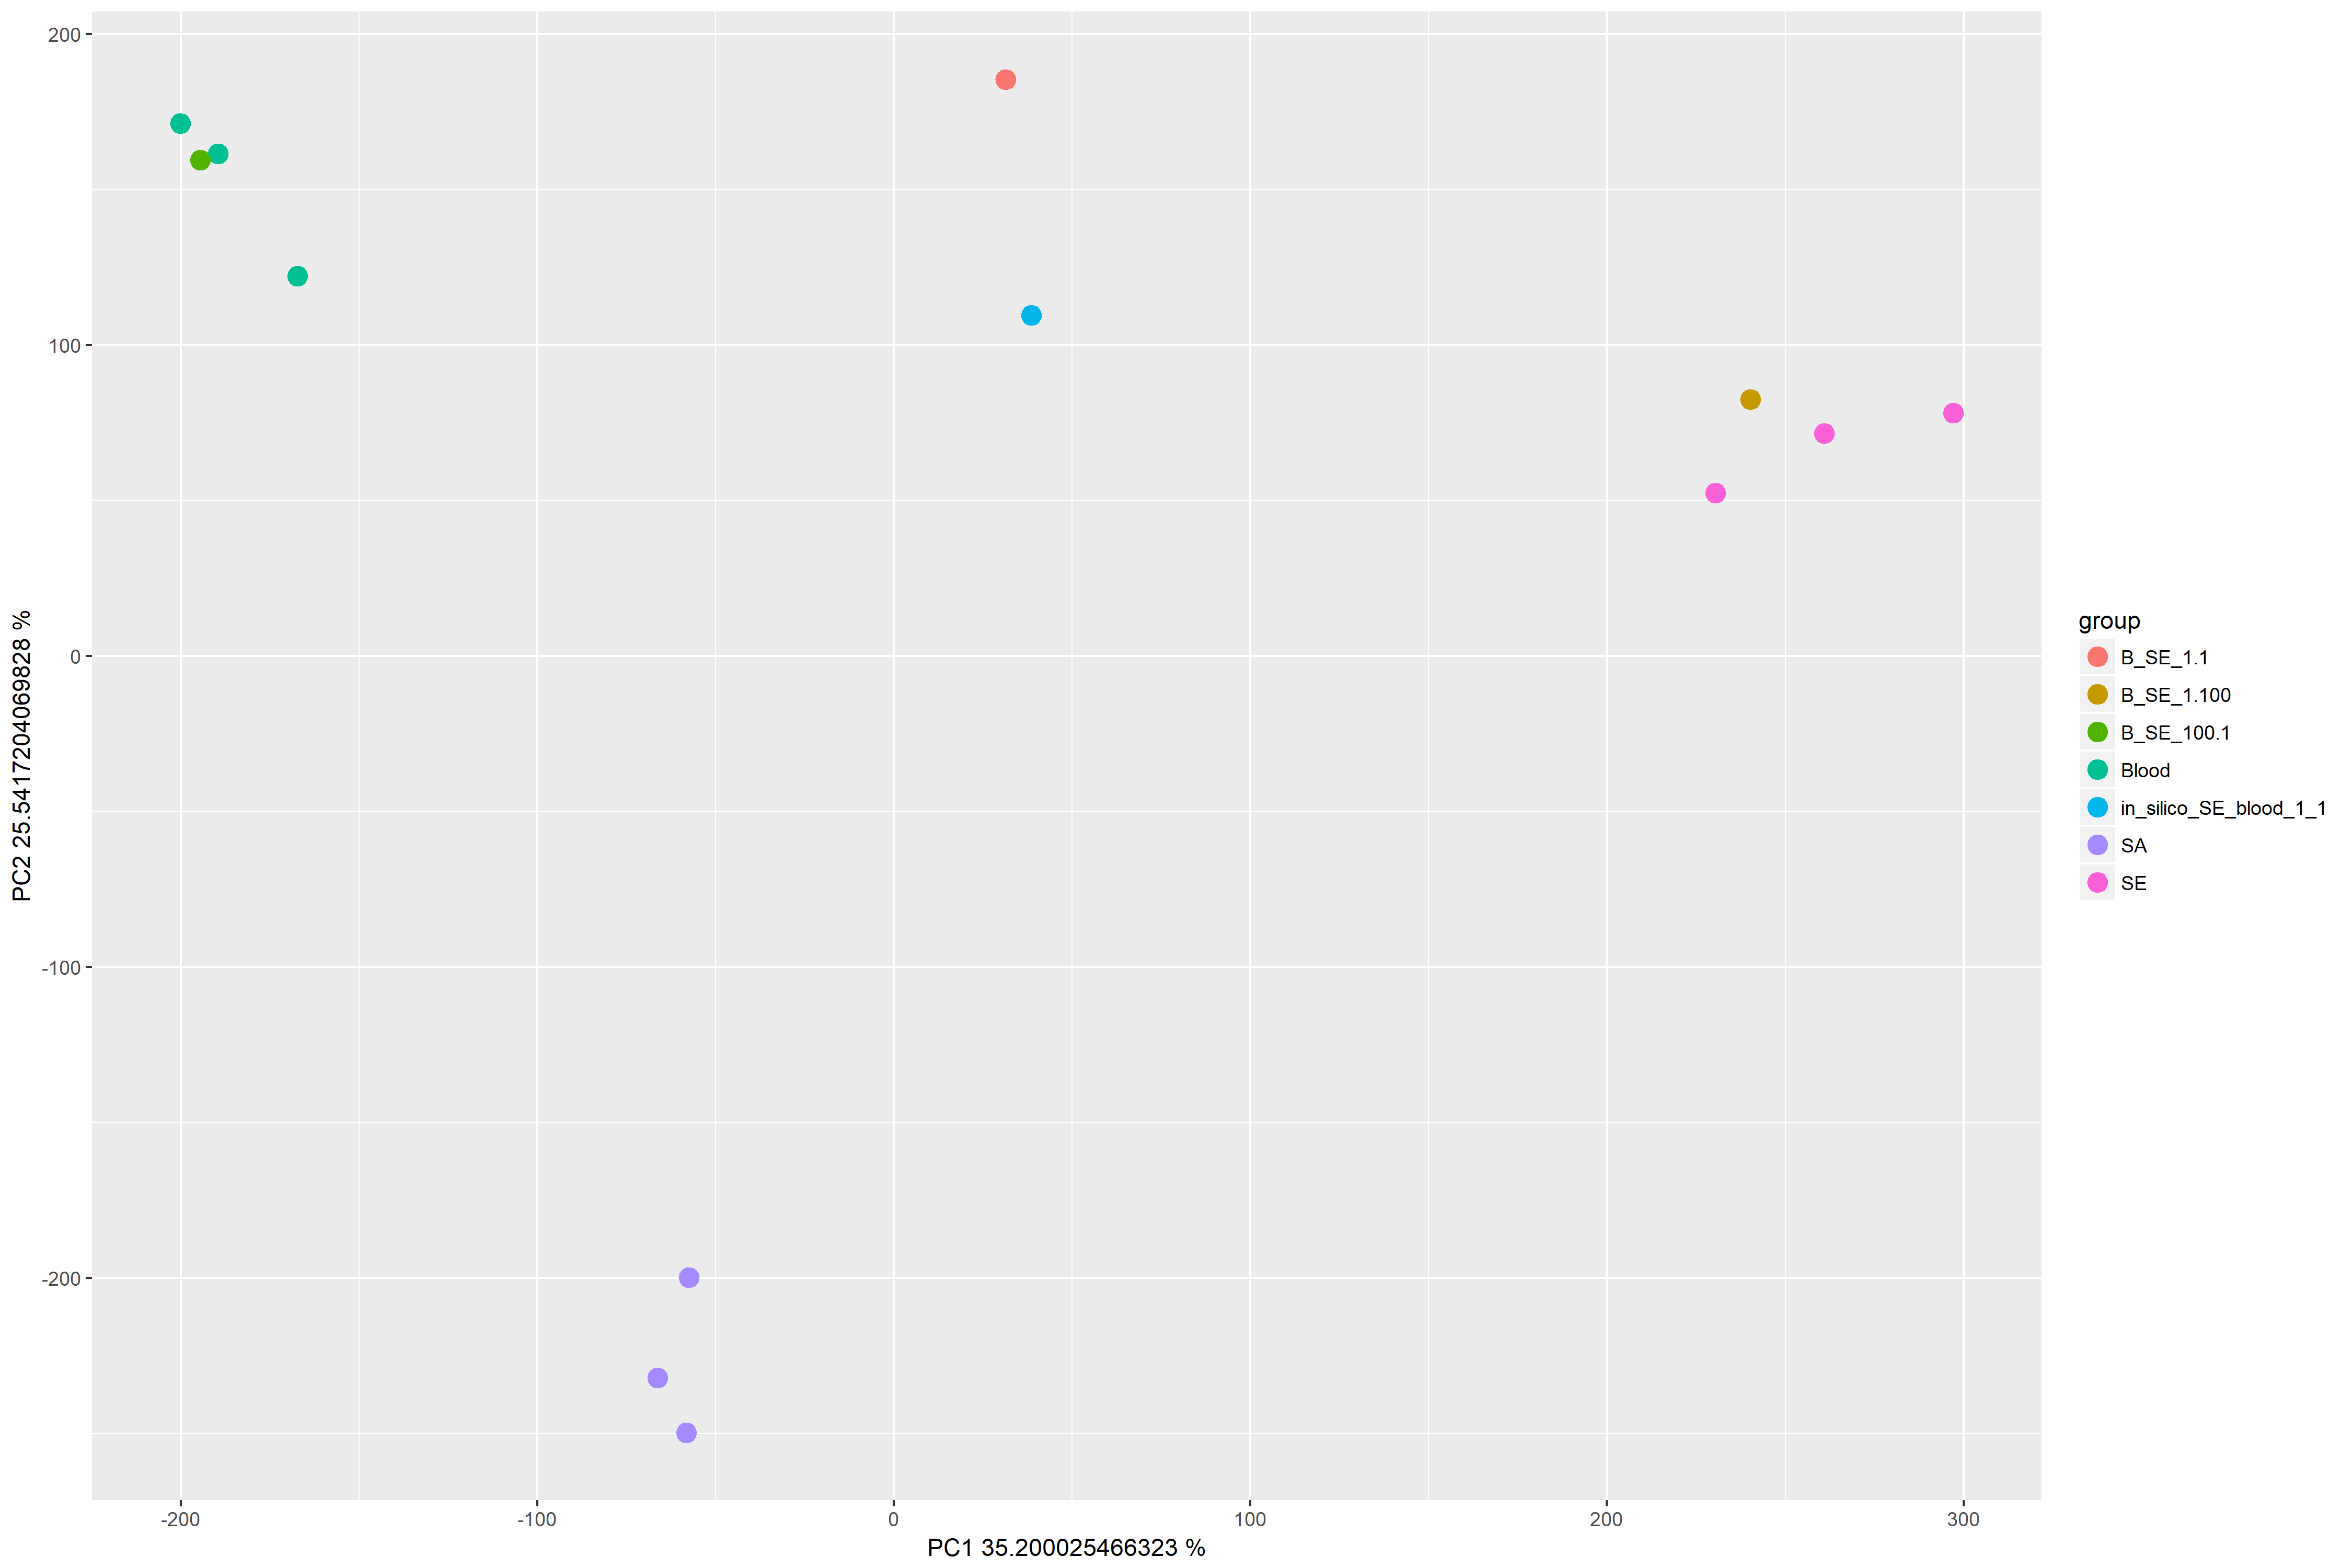 200
100
0
-100
-200
PC2 25.5417204069828 %
-200
-100
0
100
200
300
PC1 35.200025466323 %
group
B_SE_1.1
B_SE_1.100
B_SE_100.1
Blood
in_silico_SE_blood_1_1
SA
SE